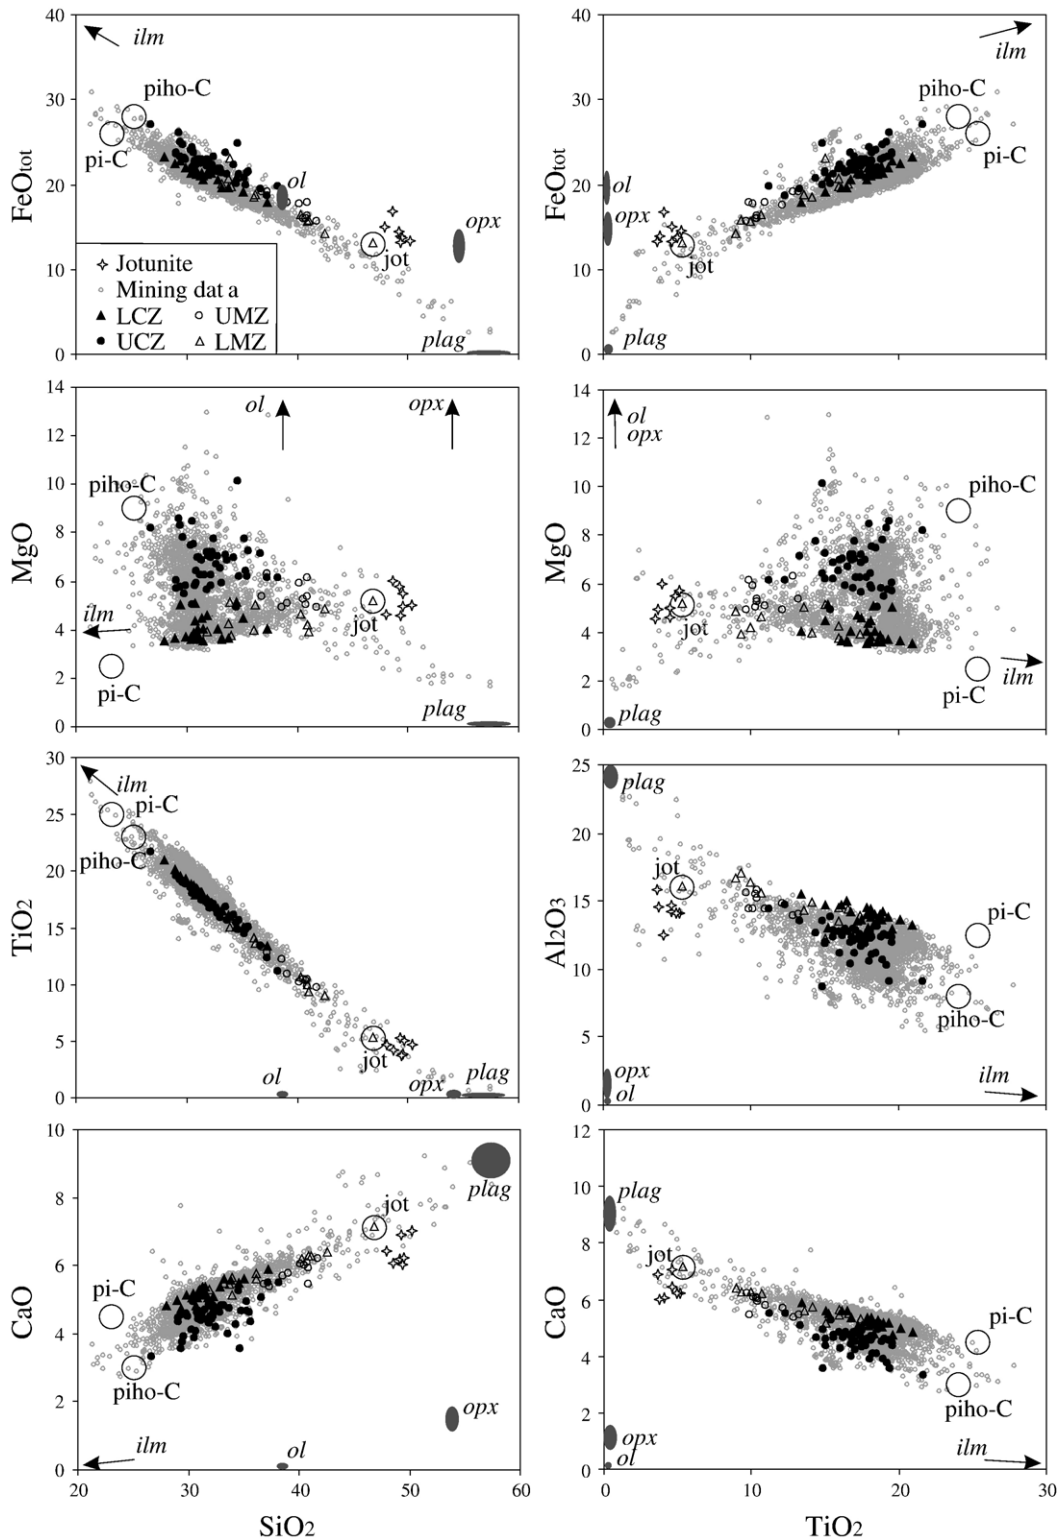 40
30
20
10
0
FeOtot
ilm
piho-C
pi-C
ol
opx
jot
plag
Jotunite
Mining data
LCZ UMZ
UCZ LMZ
40
30
20
10
0
FeOtot
ilm
piho-C
pi-C
ol
opx
jot
plag
14
12
10
8
6
4
2
0
MgO
ol
opx
piho-C
ilm
jot
pi-C
plag
14
12
10
8
6
4
2
0
MgO
ol
opx
piho-C
jot
pi-C
ilm
plag
30
25
20
15
10
5
0
TiO2
ilm
pi-C
piho-C
jot
ol
opx
plag
25
20
15
10
5
0
Al2O3
plag
jot
pi-C
piho-C
opx
ol
ilm
10
8
6
4
2
0
CaO
plag
jot
pi-C
piho-C
opx
ilm
ol
20 30 40 50 60
SiO2
12
10
8
6
4
2
0
CaO
plag
jot
pi-C
piho-C
opx
ol
ilm
0 10 20 30
TiO2